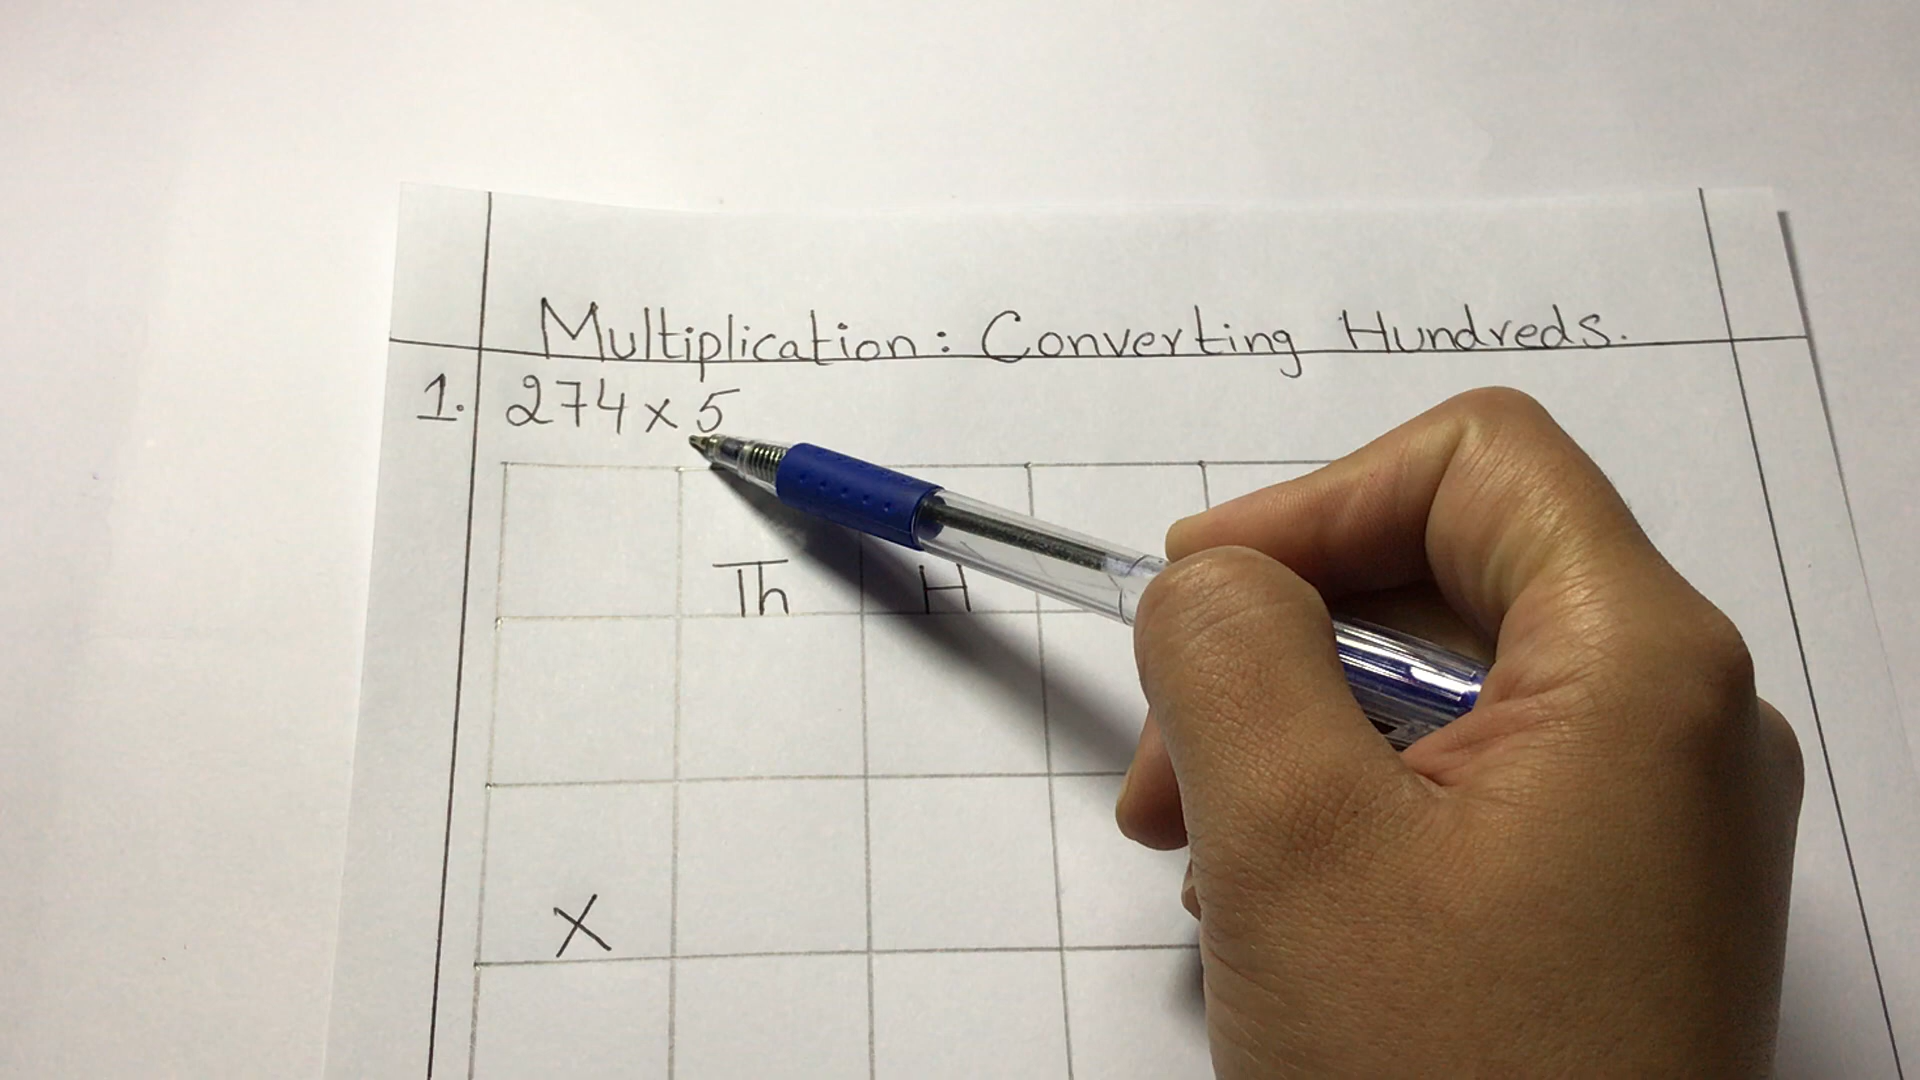 Multiplication: Converting Hundreds.
1. 274 x 5
Th H
X